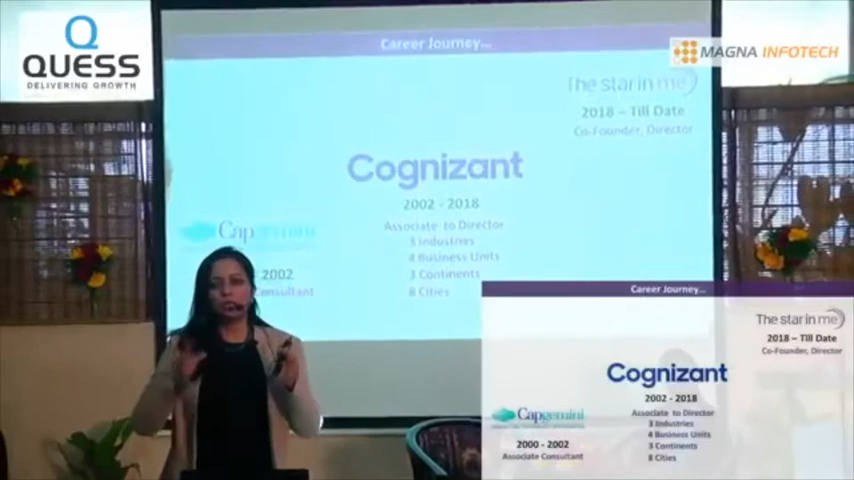 QUESS
DELIVERING GROWTH
Career Journey...
MAGNA INFOTECH
The star in me
2018 – Till Date
Co-Founder, Director
Cognizant
2002 - 2018
Associate to Director
3 Industries
4 Business Units
3 Continents
8 Cities
Capgemini
2002
Consultant
Career Journey...
The star in me
2018 – Till Date
Co-Founder, Director
Cognizant
2002 - 2018
Associate to Director
3 Industries
4 Business Units
3 Continents
8 Cities
Capgemini
2000 - 2002
Associate Consultant